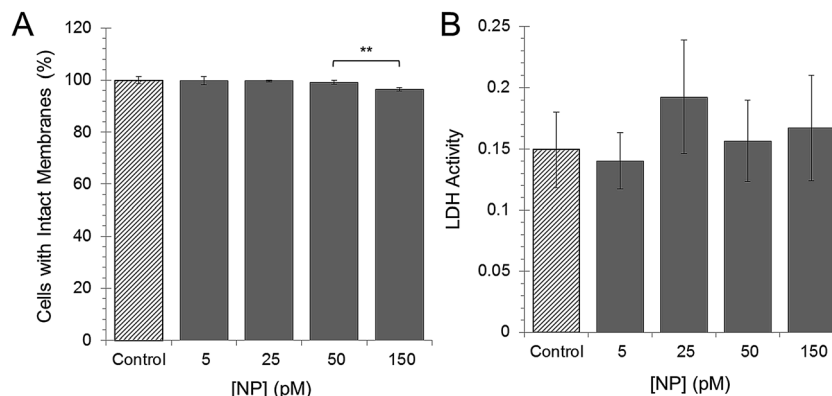 A
Cells with Intact Membranes (%)
120
100
80
60
40
20
0
**
Control 5 25 50 150
[NP] (pM)
B
LDH Activity
0.25
0.2
0.15
0.1
0.05
0
Control 5 25 50 150
[NP] (pM)